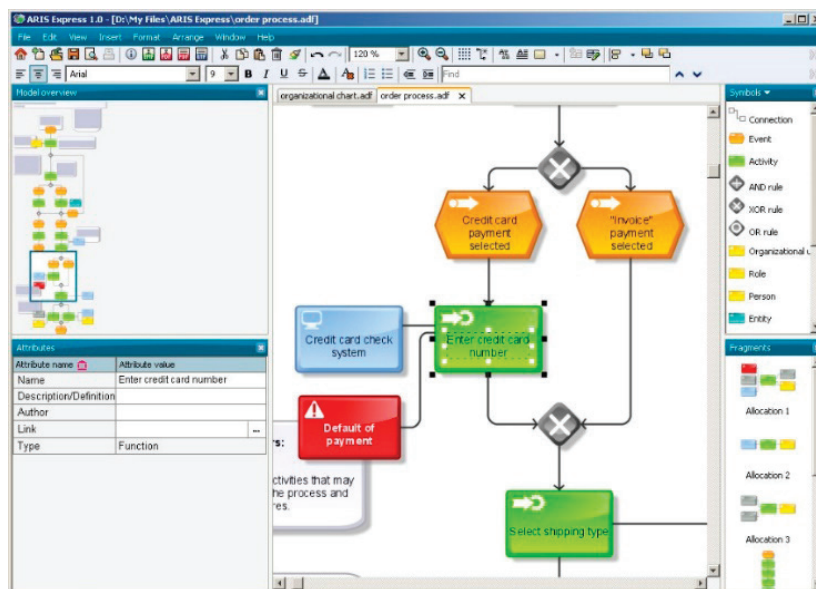 ARIS Express 1.0 - [D:\My Files\ARIS Express\order process.adf]
File Edit View Insert Format Arrange Window Help
120 %
Arial 9 B I U S A Find
Model overview
organizational chart.adf order process.adf
Symbols
Connection
Event
Activity
AND rule
XOR rule
OR rule
Organizational u
Role
Person
Entity
Credit card
payment
selected
"Invoice"
payment
selected
Credit card check
system
Enter credit card
number
Default of
payment
rs:
ctivities that may
he process and
res.
Select shipping type
Attributes
Attribute name Attribute value
Name Enter credit card number
Description/Definition
Author
Link ...
Type Function
Fragments
Allocation 1
Allocation 2
Allocation 3